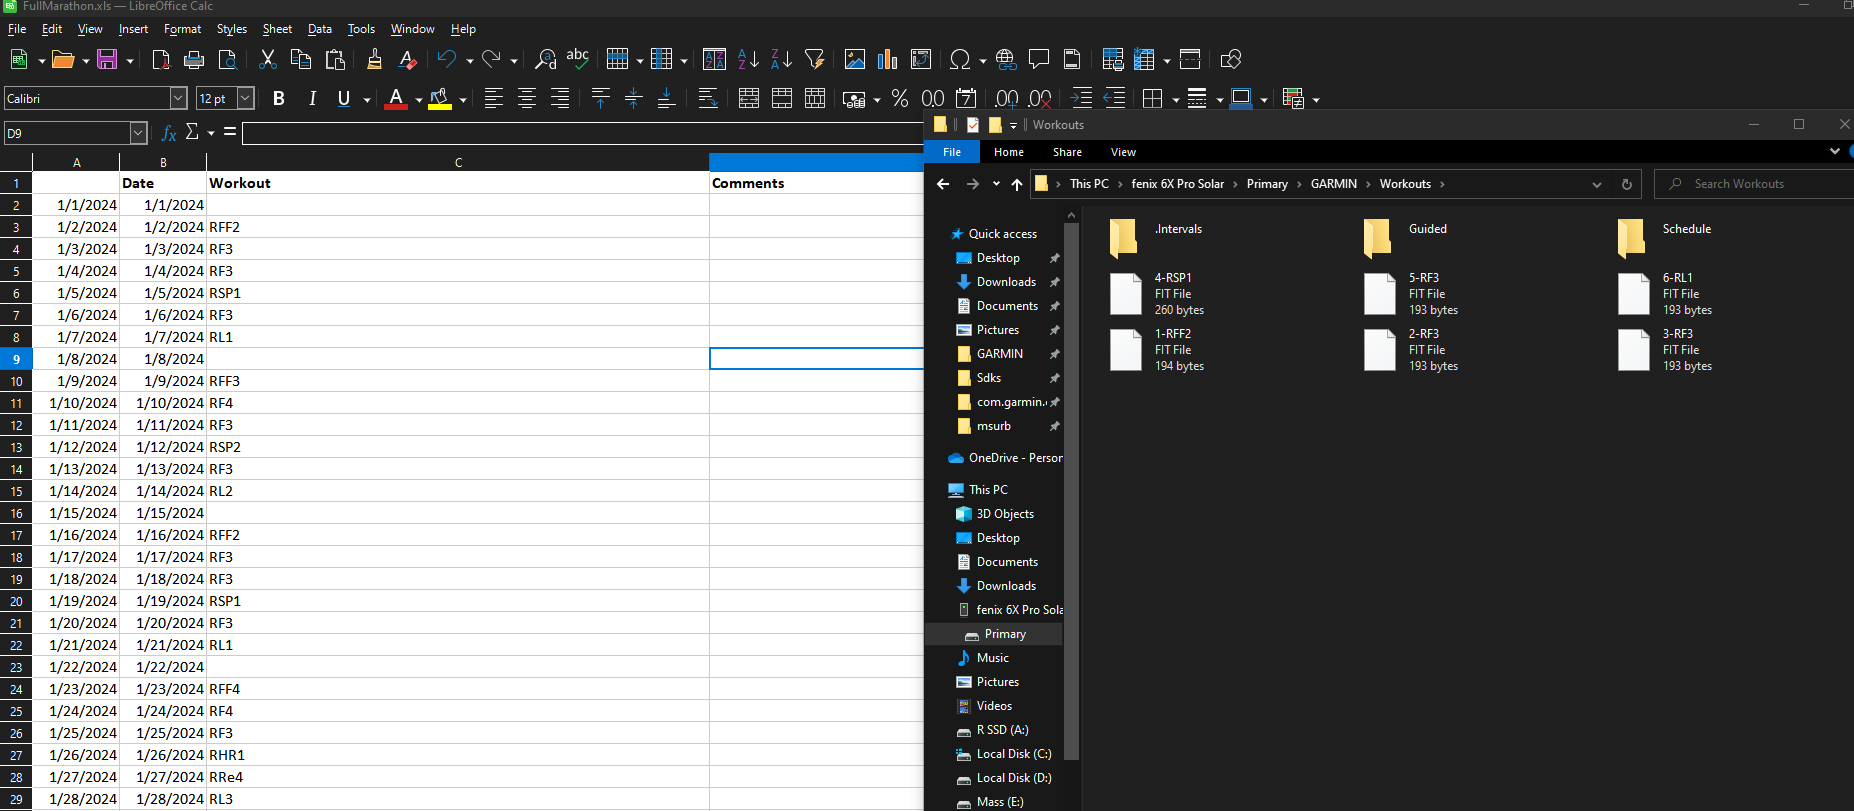 FullMarathon.xls — LibreOffice Calc
File Edit View Insert Format Styles Sheet Data Tools Window Help
Calibri 12 pt B I U A % 0.0 7 .00 .00
D9 fx Σ =
A B C
1 Date Workout Comments
2 1/1/2024 1/1/2024
3 1/2/2024 1/2/2024 RFF2
4 1/3/2024 1/3/2024 RF3
5 1/4/2024 1/4/2024 RF3
6 1/5/2024 1/5/2024 RSP1
7 1/6/2024 1/6/2024 RF3
8 1/7/2024 1/7/2024 RL1
9 1/8/2024 1/8/2024
10 1/9/2024 1/9/2024 RFF3
11 1/10/2024 1/10/2024 RF4
12 1/11/2024 1/11/2024 RF3
13 1/12/2024 1/12/2024 RSP2
14 1/13/2024 1/13/2024 RF3
15 1/14/2024 1/14/2024 RL2
16 1/15/2024 1/15/2024
17 1/16/2024 1/16/2024 RFF2
18 1/17/2024 1/17/2024 RF3
19 1/18/2024 1/18/2024 RF3
20 1/19/2024 1/19/2024 RSP1
21 1/20/2024 1/20/2024 RF3
22 1/21/2024 1/21/2024 RL1
23 1/22/2024 1/22/2024
24 1/23/2024 1/23/2024 RFF4
25 1/24/2024 1/24/2024 RF4
26 1/25/2024 1/25/2024 RF3
27 1/26/2024 1/26/2024 RHR1
28 1/27/2024 1/27/2024 RRe4
29 1/28/2024 1/28/2024 RL3
Workouts
File Home Share View
This PC › fenix 6X Pro Solar › Primary › GARMIN › Workouts ›
Search Workouts
Quick access
Desktop
Downloads
Documents
Pictures
GARMIN
Sdks
com.garmin.
msurb
OneDrive - Person
This PC
3D Objects
Desktop
Documents
Downloads
fenix 6X Pro Sola
Primary
Music
Pictures
Videos
R SSD (A:)
Local Disk (C:)
Local Disk (D:)
Mass (E:)
.Intervals Guided Schedule
4-RSP1 5-RF3 6-RL1
FIT File FIT File FIT File
260 bytes 193 bytes 193 bytes
1-RFF2 2-RF3 3-RF3
FIT File FIT File FIT File
194 bytes 193 bytes 193 bytes